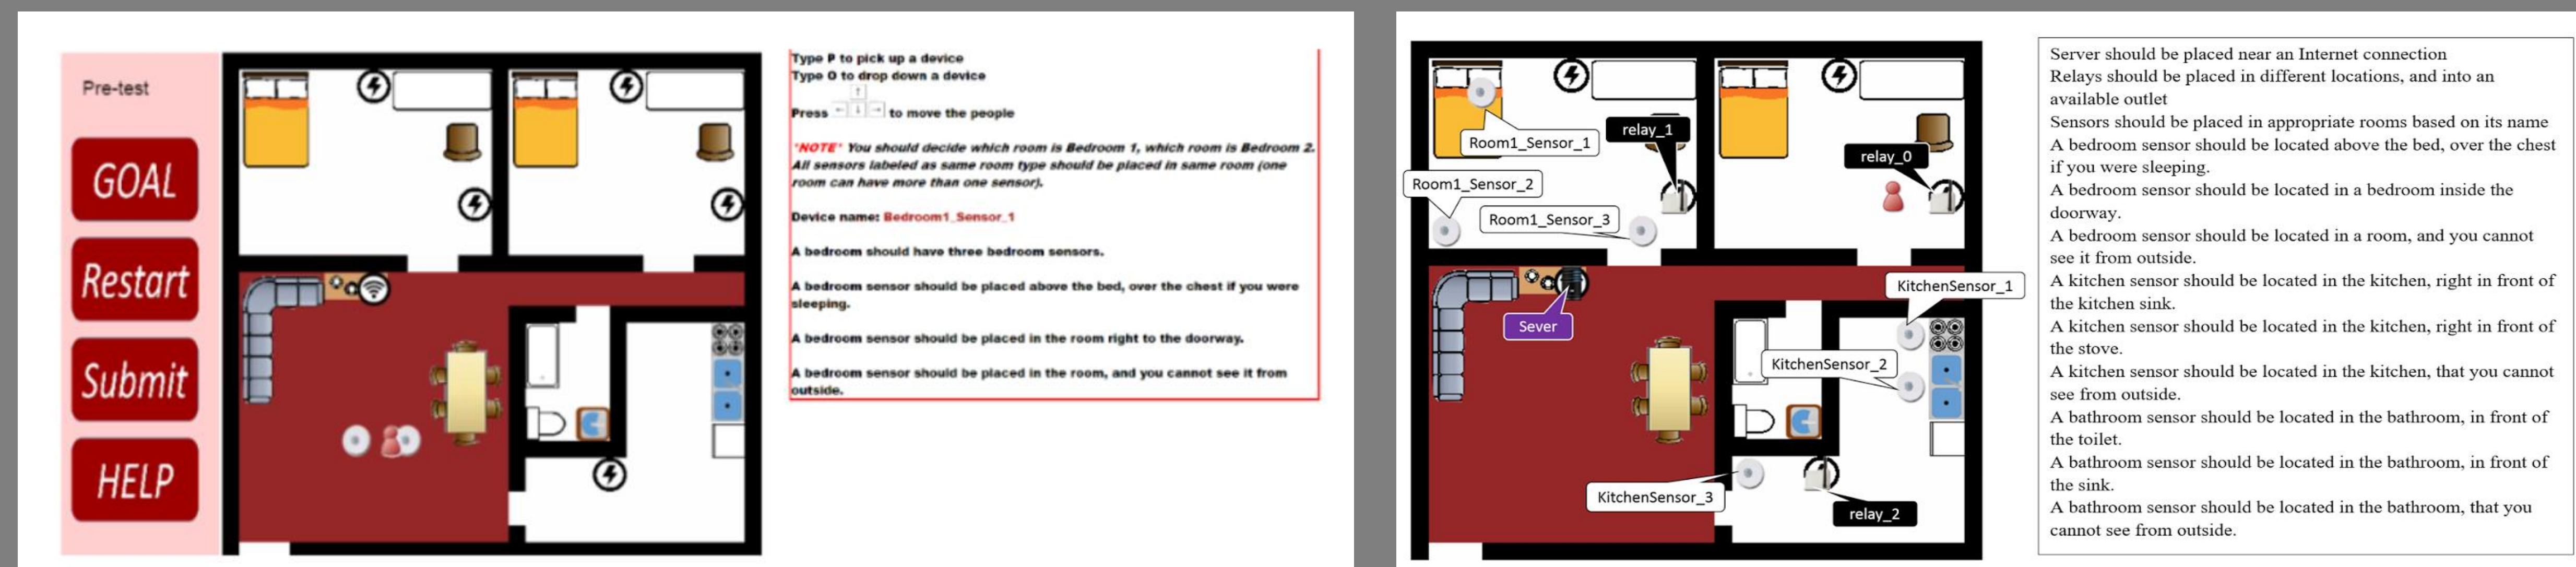 Pre-test
GOAL
Restart
Submit
HELP
Type P to pick up a device
Type O to drop down a device
Press ↑ ← ↓ → to move the people
*NOTE* You should decide which room is Bedroom 1, which room is Bedroom 2.
All sensors labeled as same room type should be placed in same room (one
room can have more than one sensor).
Device name: Bedroom1_Sensor_1
A bedroom should have three bedroom sensors.
A bedroom sensor should be placed above the bed, over the chest if you were
sleeping.
A bedroom sensor should be placed in the room right to the doorway.
A bedroom sensor should be placed in the room, and you cannot see it from
outside.
Room1_Sensor_1
relay_1
relay_0
Room1_Sensor_2
Room1_Sensor_3
KitchenSensor_1
Sever
KitchenSensor_2
KitchenSensor_3
relay_2
Server should be placed near an Internet connection
Relays should be placed in different locations, and into an
available outlet
Sensors should be placed in appropriate rooms based on its name
A bedroom sensor should be located above the bed, over the chest
if you were sleeping.
A bedroom sensor should be located in a bedroom inside the
doorway.
A bedroom sensor should be located in a room, and you cannot
see it from outside.
A kitchen sensor should be located in the kitchen, right in front of
the kitchen sink.
A kitchen sensor should be located in the kitchen, right in front of
the stove.
A kitchen sensor should be located in the kitchen, that you cannot
see from outside.
A bathroom sensor should be located in the bathroom, in front of
the toilet.
A bathroom sensor should be located in the bathroom, in front of
the sink.
A bathroom sensor should be located in the bathroom, that you
cannot see from outside.